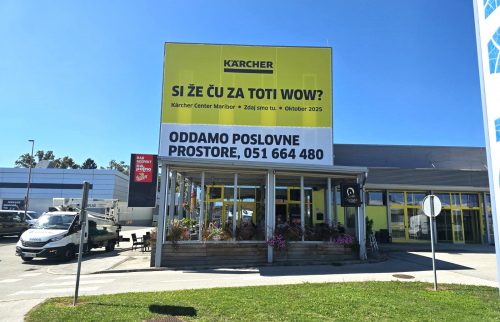 KÄRCHER
SI ŽE ČU ZA TOTI WOW?
Kärcher Center Maribor • Zdaj smo tu. • Oktober 2025
ODDAMO POSLOVNE
PROSTORE, 051 664 480